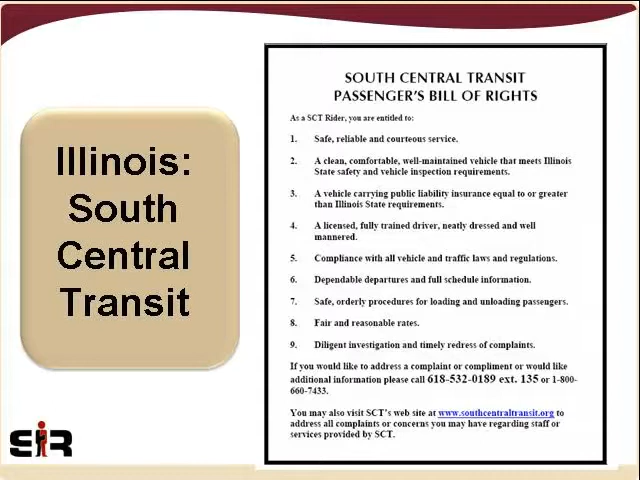 Illinois:
South
Central
Transit
SOUTH CENTRAL TRANSIT
PASSENGER'S BILL OF RIGHTS
As a SCT Rider, you are entitled to:
1. Safe, reliable and courteous service.
2. A clean, comfortable, well-maintained vehicle that meets Illinois
State safety and vehicle inspection requirements.
3. A vehicle carrying public liability insurance equal to or greater
than Illinois State requirements.
4. A licensed, fully trained driver, neatly dressed and well
mannered.
5. Compliance with all vehicle and traffic laws and regulations.
6. Dependable departures and full schedule information.
7. Safe, orderly procedures for loading and unloading passengers.
8. Fair and reasonable rates.
9. Diligent investigation and timely redress of complaints.
If you would like to address a complaint or compliment or would like
additional information please call 618-532-0189 ext. 135 or 1-800-
660-7433.
You may also visit SCT's web site at www.southcentraltransit.org to
address all complaints or concerns you may have regarding staff or
services provided by SCT.
SIR